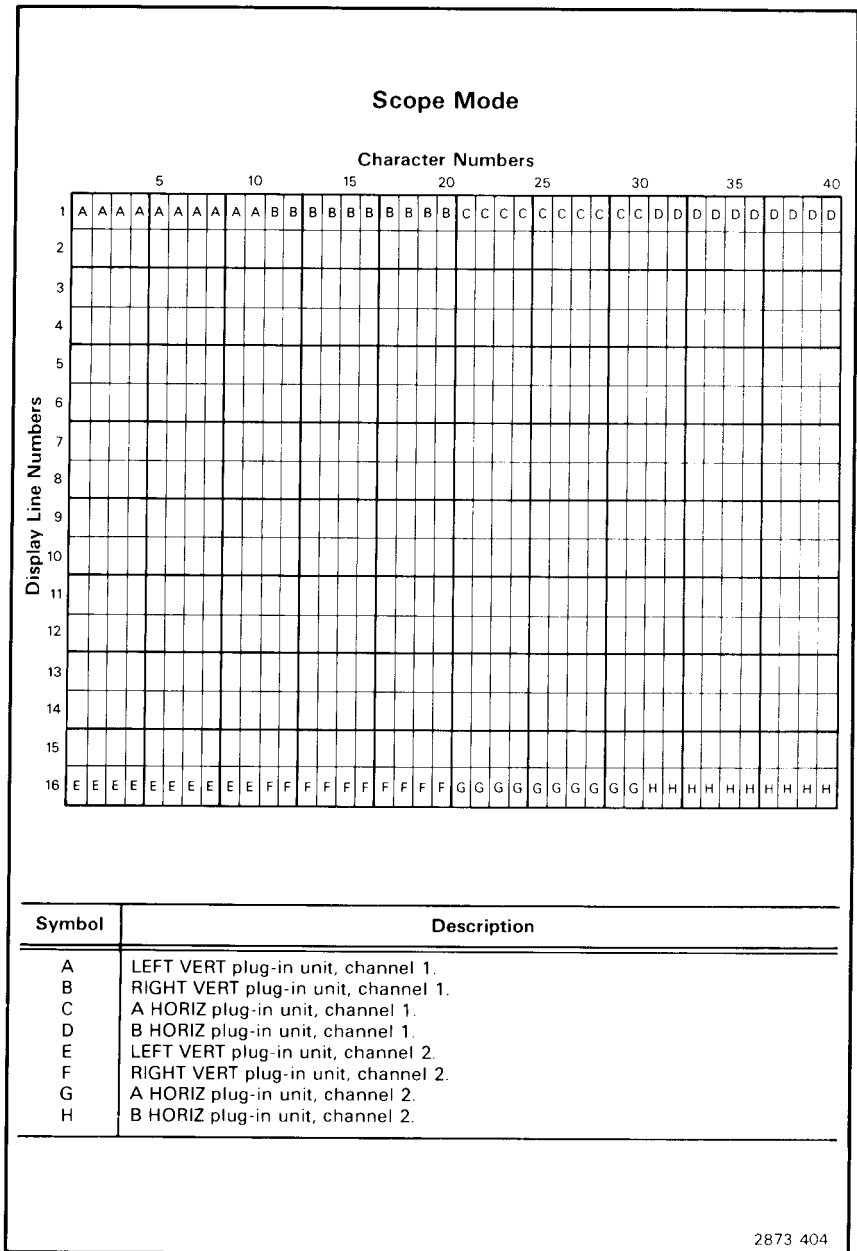 Scope Mode
Character Numbers
5 10 15 20 25 30 35 40
Display Line Numbers
1 A A A A A A A A A A B B B B B B B B B B C C C C C C C C C C D D D D D D D D D D
2
3
4
5
6
7
8
9
10
11
12
13
14
15
16 E E E E E E E E E E F F F F F F F F F F G G G G G G G G G G H H H H H H H H H H
Symbol Description
A LEFT VERT plug-in unit, channel 1.
B RIGHT VERT plug-in unit, channel 1.
C A HORIZ plug-in unit, channel 1.
D B HORIZ plug-in unit, channel 1.
E LEFT VERT plug-in unit, channel 2.
F RIGHT VERT plug-in unit, channel 2.
G A HORIZ plug-in unit, channel 2.
H B HORIZ plug-in unit, channel 2.
2873 404